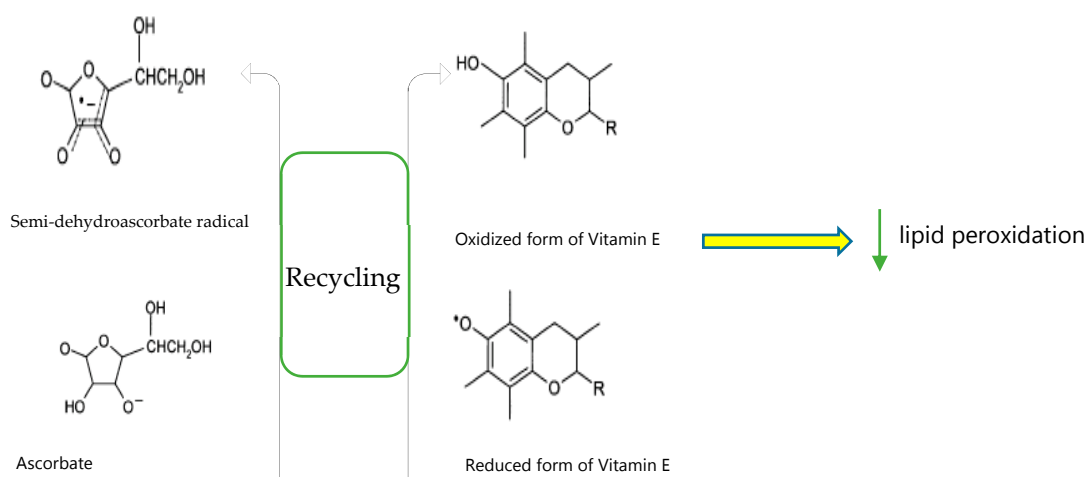 OH
O
O
CHCH2OH
•−
O
O
Semi-dehydroascorbate radical
HO
O
R
Oxidized form of Vitamin E
lipid peroxidation
Recycling
OH
O
O
CHCH2OH
HO
O−
Ascorbate
•O
O
R
Reduced form of Vitamin E